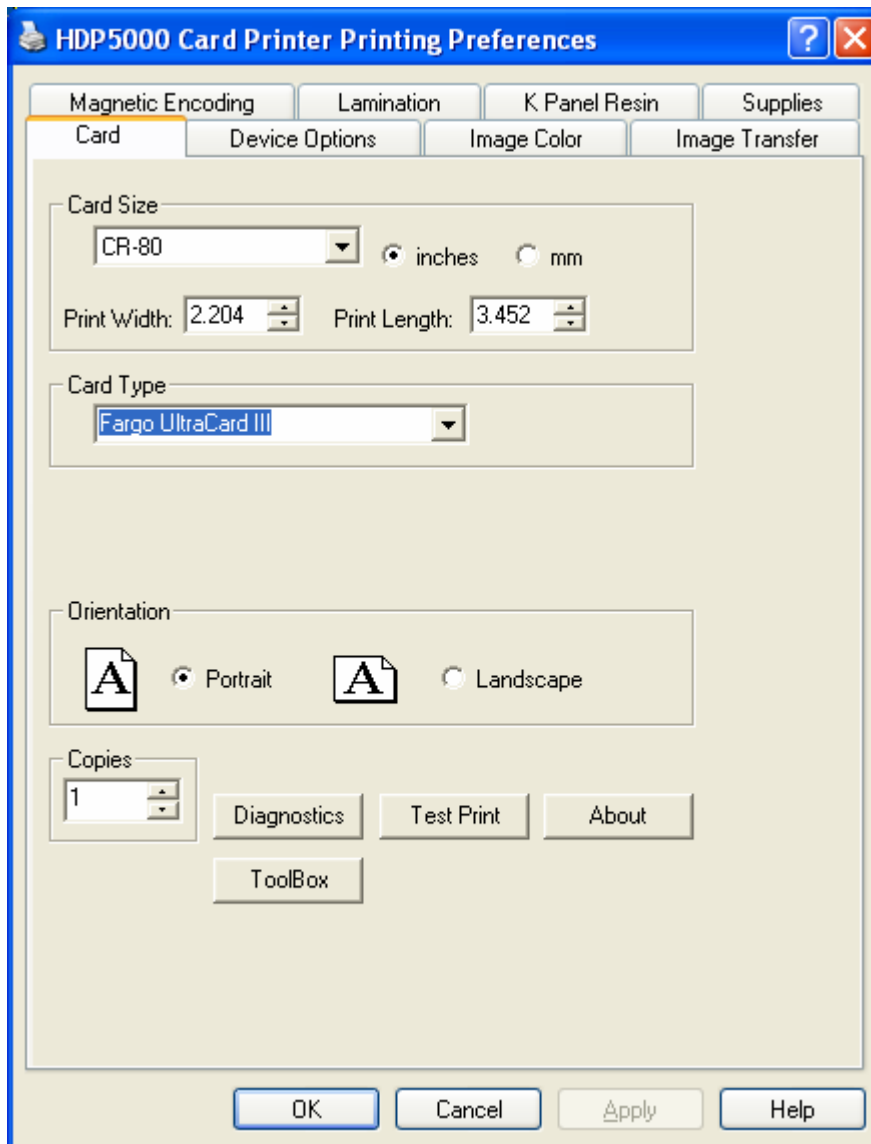 HDP5000 Card Printer Printing Preferences
Magnetic Encoding Lamination K Panel Resin Supplies
Card Device Options Image Color Image Transfer
Card Size
CR-80 inches mm
Print Width: 2.204 Print Length: 3.452
Card Type
Fargo UltraCard III
Orientation
A Portrait A Landscape
Copies
1
Diagnostics Test Print About
ToolBox
OK Cancel Apply Help